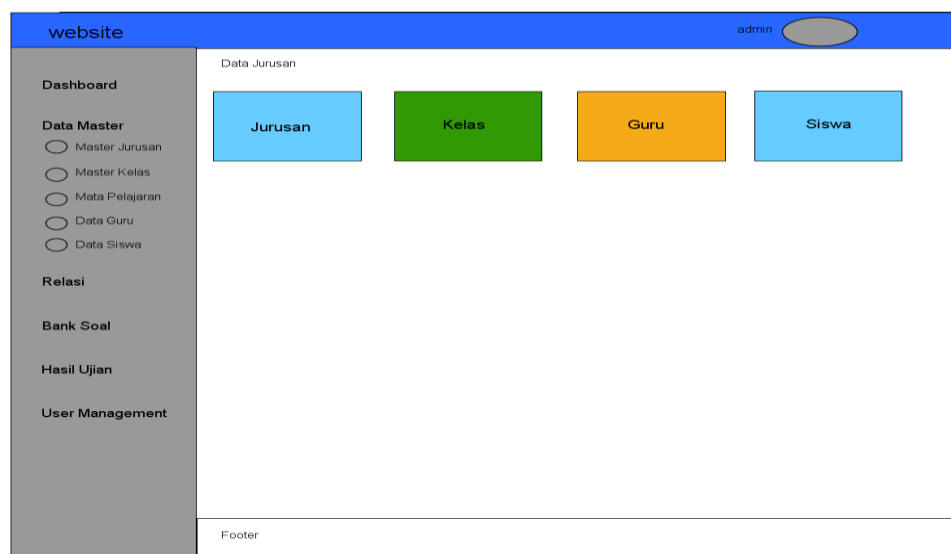 website
admin
Dashboard
Data Master
Master Jurusan
Master Kelas
Mata Pelajaran
Data Guru
Data Siswa
Relasi
Bank Soal
Hasil Ujian
User Management
Data Jurusan
Jurusan
Kelas
Guru
Siswa
Footer